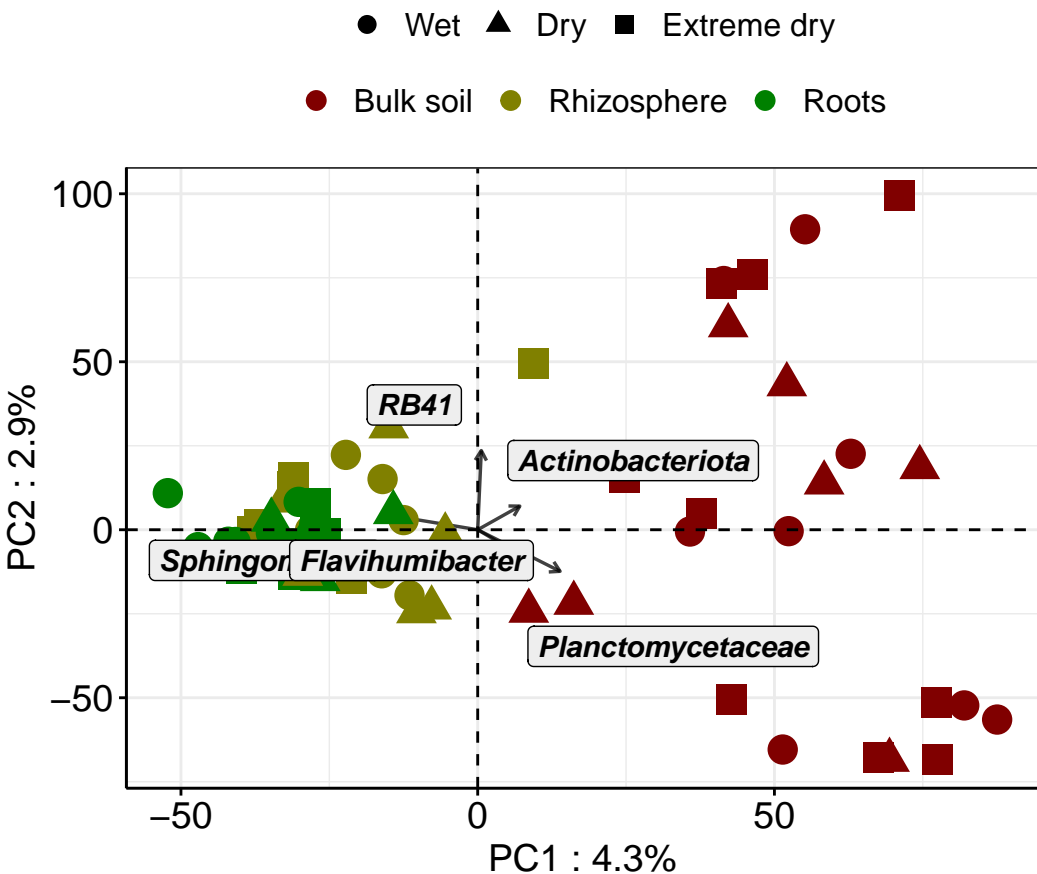 Wet Dry Extreme dry
Bulk soil Rhizosphere Roots
100
50
0
−50
PC2 : 2.9%
RB41
Actinobacteriota
Flavihumibacter
Planctomycetaceae
−50 0 50
PC1 : 4.3%